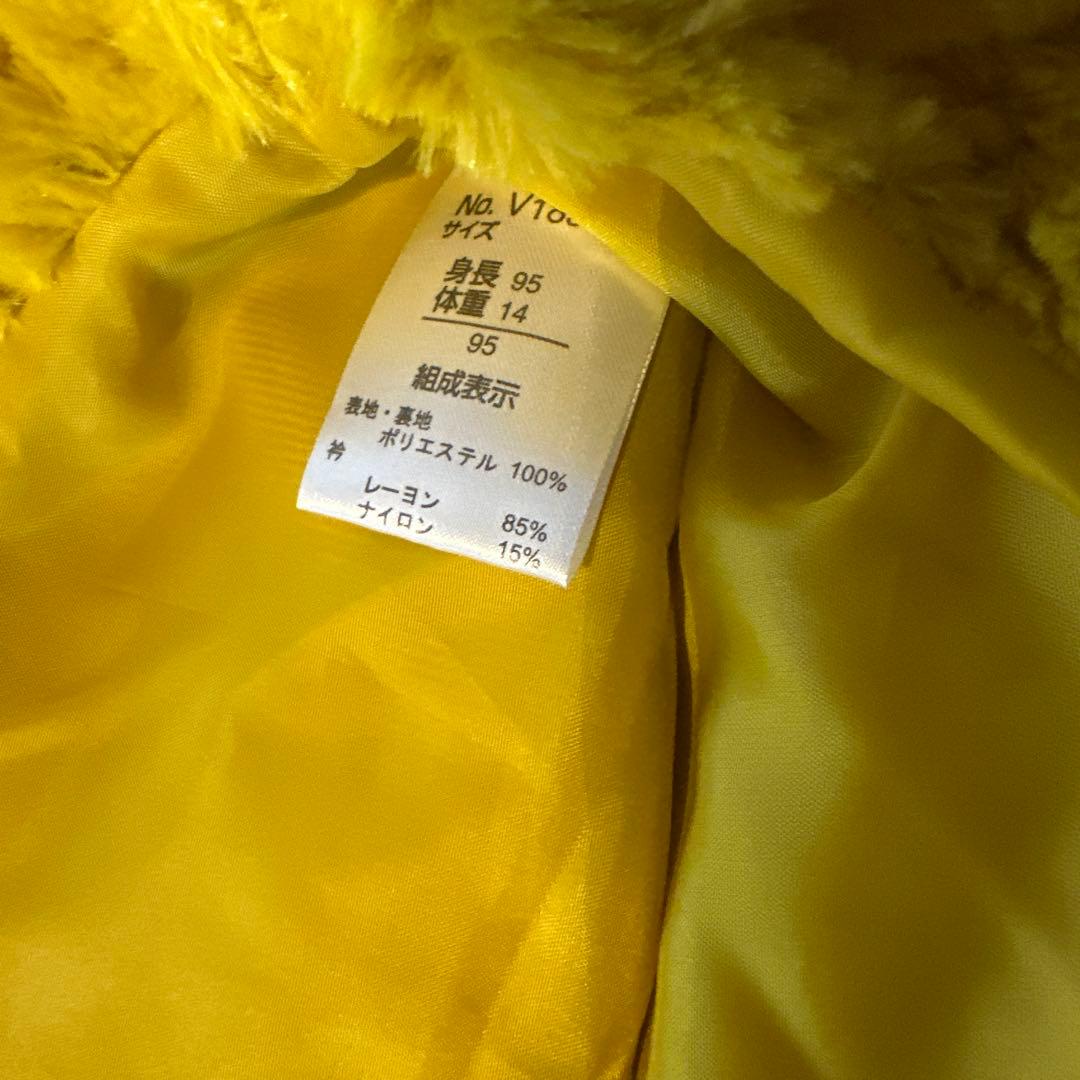 No.
サイズ
身長 95
体重 14
95
組成表示
表地・裏地
ポリエステル 100%
衿
レーヨン 85%
ナイロン 15%